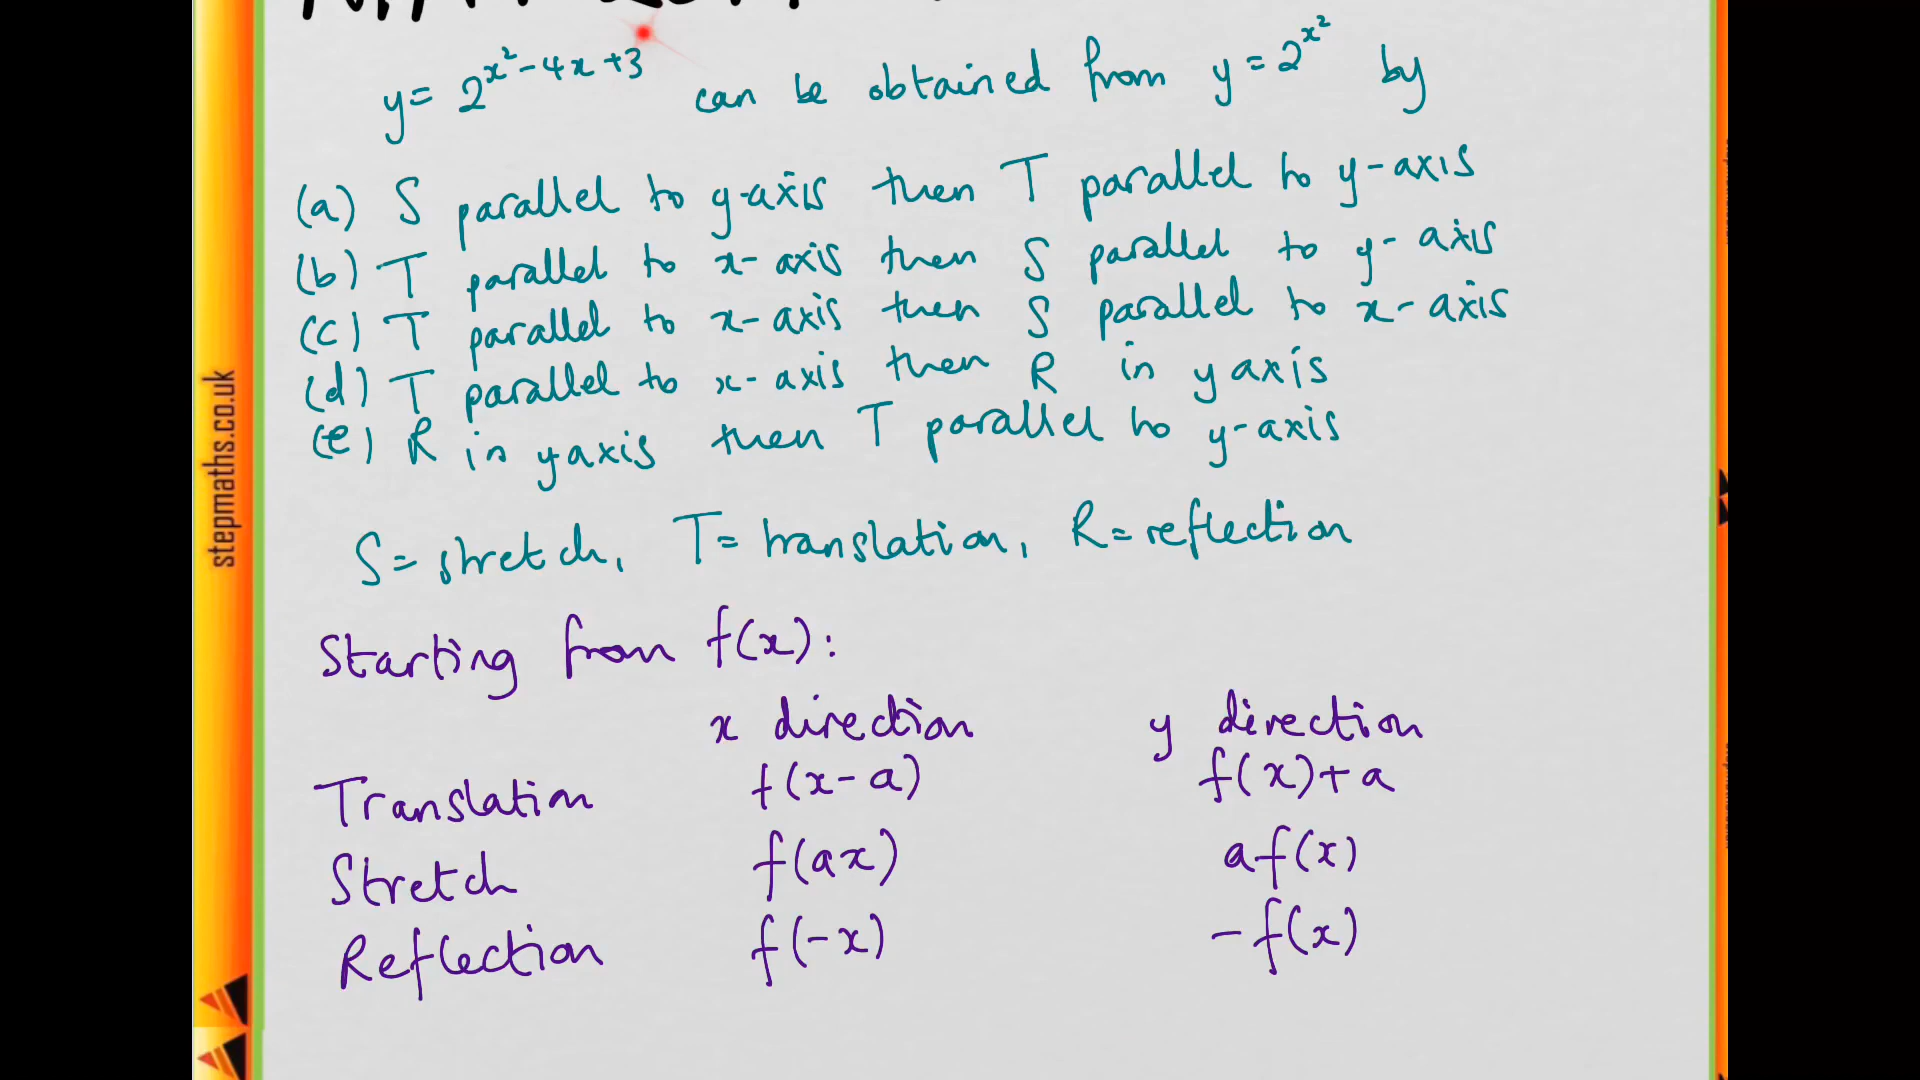 y = 2^{x²-4x+3} can be obtained from y = 2^{x²} by
(a) S parallel to y-axis then T parallel to y-axis
(b) T parallel to x-axis then S parallel to y-axis
(c) T parallel to x-axis then S parallel to x-axis
(d) T parallel to x-axis then R in y axis
(e) R in y axis then T parallel to y-axis
S = stretch, T = translation, R = reflection
Starting from f(x):
x direction y direction
Translation f(x-a) f(x)+a
Stretch f(ax) af(x)
Reflection f(-x) -f(x)
stepmaths.co.uk